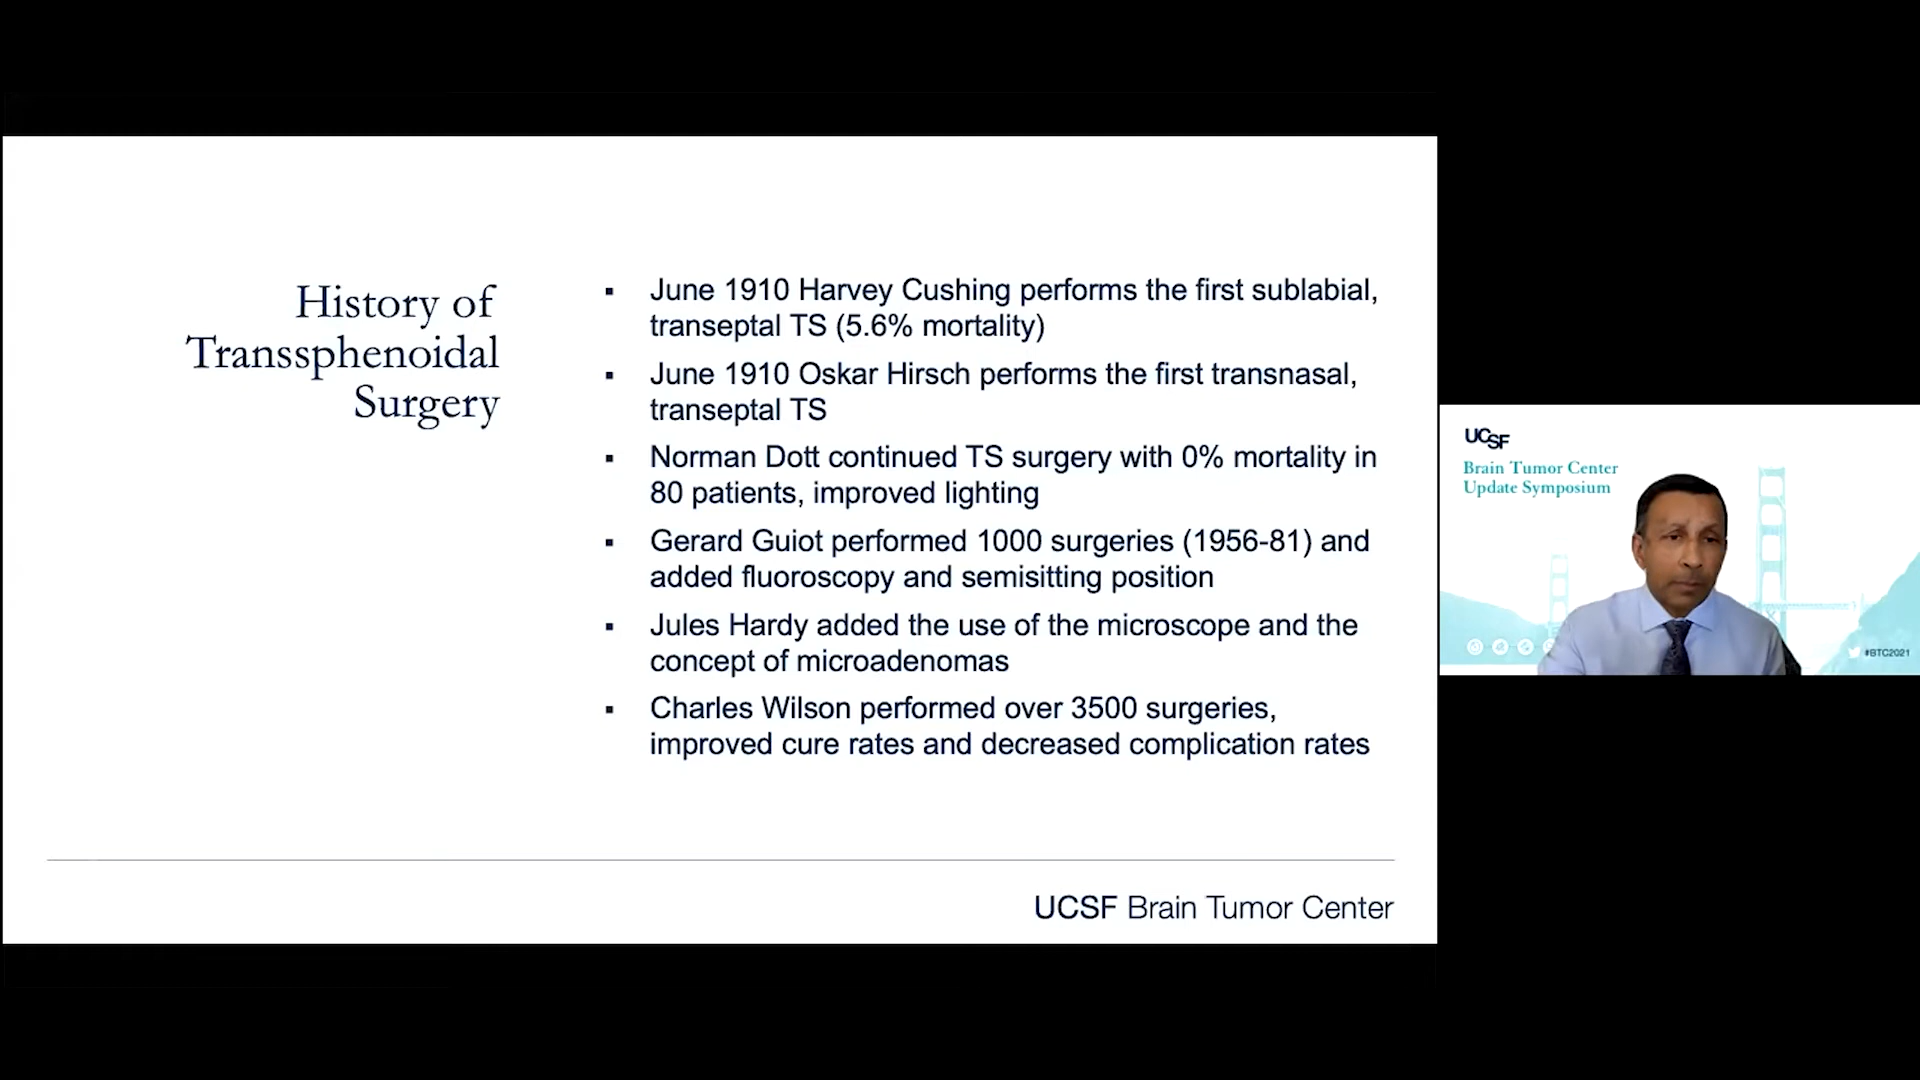 History of
Transsphenoidal
Surgery
▪ June 1910 Harvey Cushing performs the first sublabial,
transeptal TS (5.6% mortality)
▪ June 1910 Oskar Hirsch performs the first transnasal,
transeptal TS
▪ Norman Dott continued TS surgery with 0% mortality in
80 patients, improved lighting
▪ Gerard Guiot performed 1000 surgeries (1956-81) and
added fluoroscopy and semisitting position
▪ Jules Hardy added the use of the microscope and the
concept of microadenomas
▪ Charles Wilson performed over 3500 surgeries,
improved cure rates and decreased complication rates
UCSF Brain Tumor Center
UCSF
Brain Tumor Center
Update Symposium
#BTC2021